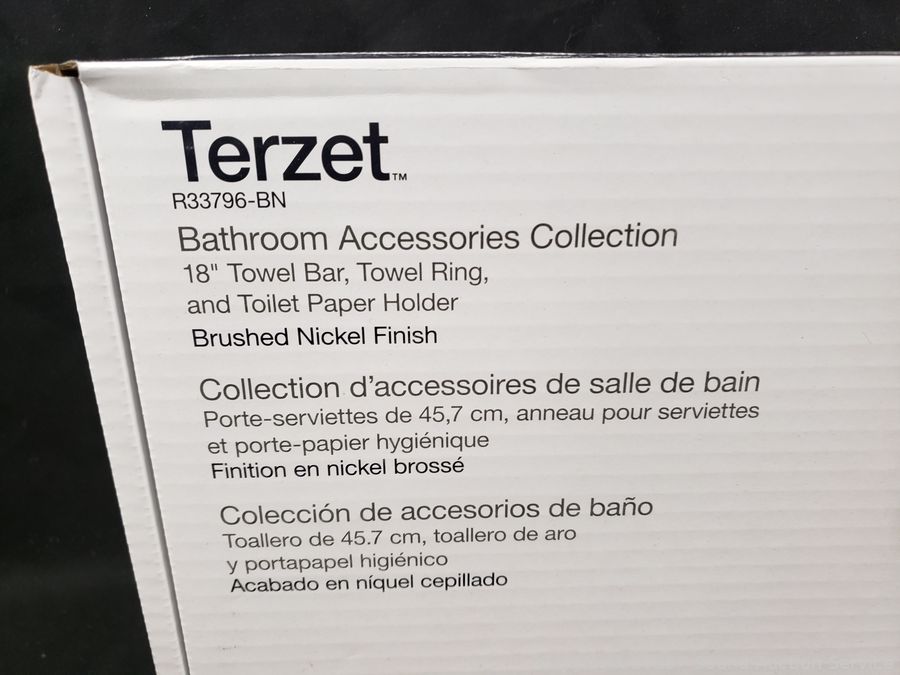 Terzet™
R33796-BN
Bathroom Accessories Collection
18" Towel Bar, Towel Ring,
and Toilet Paper Holder
Brushed Nickel Finish
Collection d'accessoires de salle de bain
Porte-serviettes de 45,7 cm, anneau pour serviettes
et porte-papier hygiénique
Finition en nickel brossé
Colección de accesorios de baño
Toallero de 45.7 cm, toallero de aro
y portapapel higiénico
Acabado en níquel cepillado
Auction Service